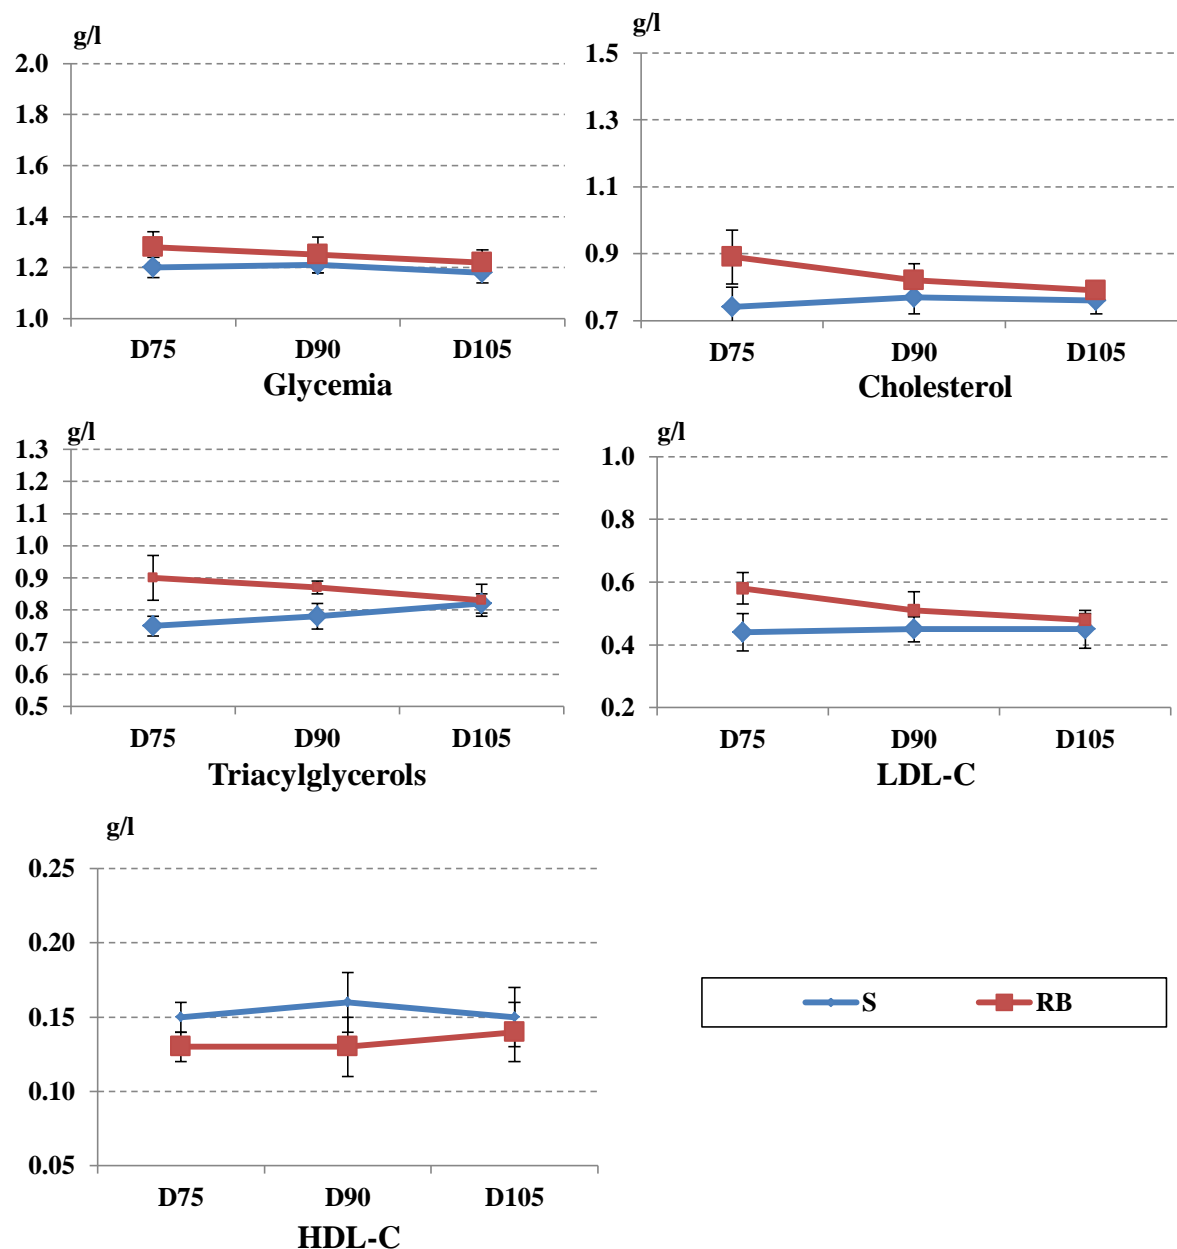 g/l
2.0
1.8
1.6
1.4
1.2
1.0
D75 D90 D105
Glycemia
g/l
1.5
1.3
1.1
0.9
0.7
D75 D90 D105
Cholesterol
g/l
1.3
1.2
1.1
1.0
0.9
0.8
0.7
0.6
0.5
D75 D90 D105
Triacylglycerols
g/l
1.0
0.8
0.6
0.4
0.2
D75 D90 D105
LDL-C
g/l
0.25
0.20
0.15
0.10
0.05
D75 D90 D105
HDL-C
S RB